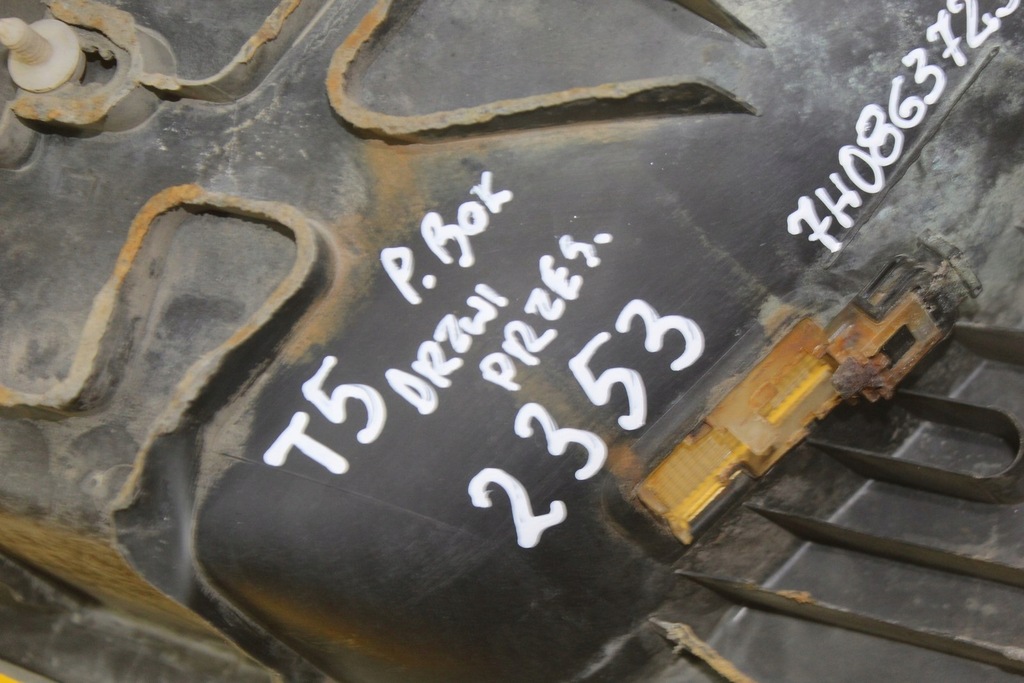 T5 P. BOK
DRZWI
PRZES.
2353
7H0863723